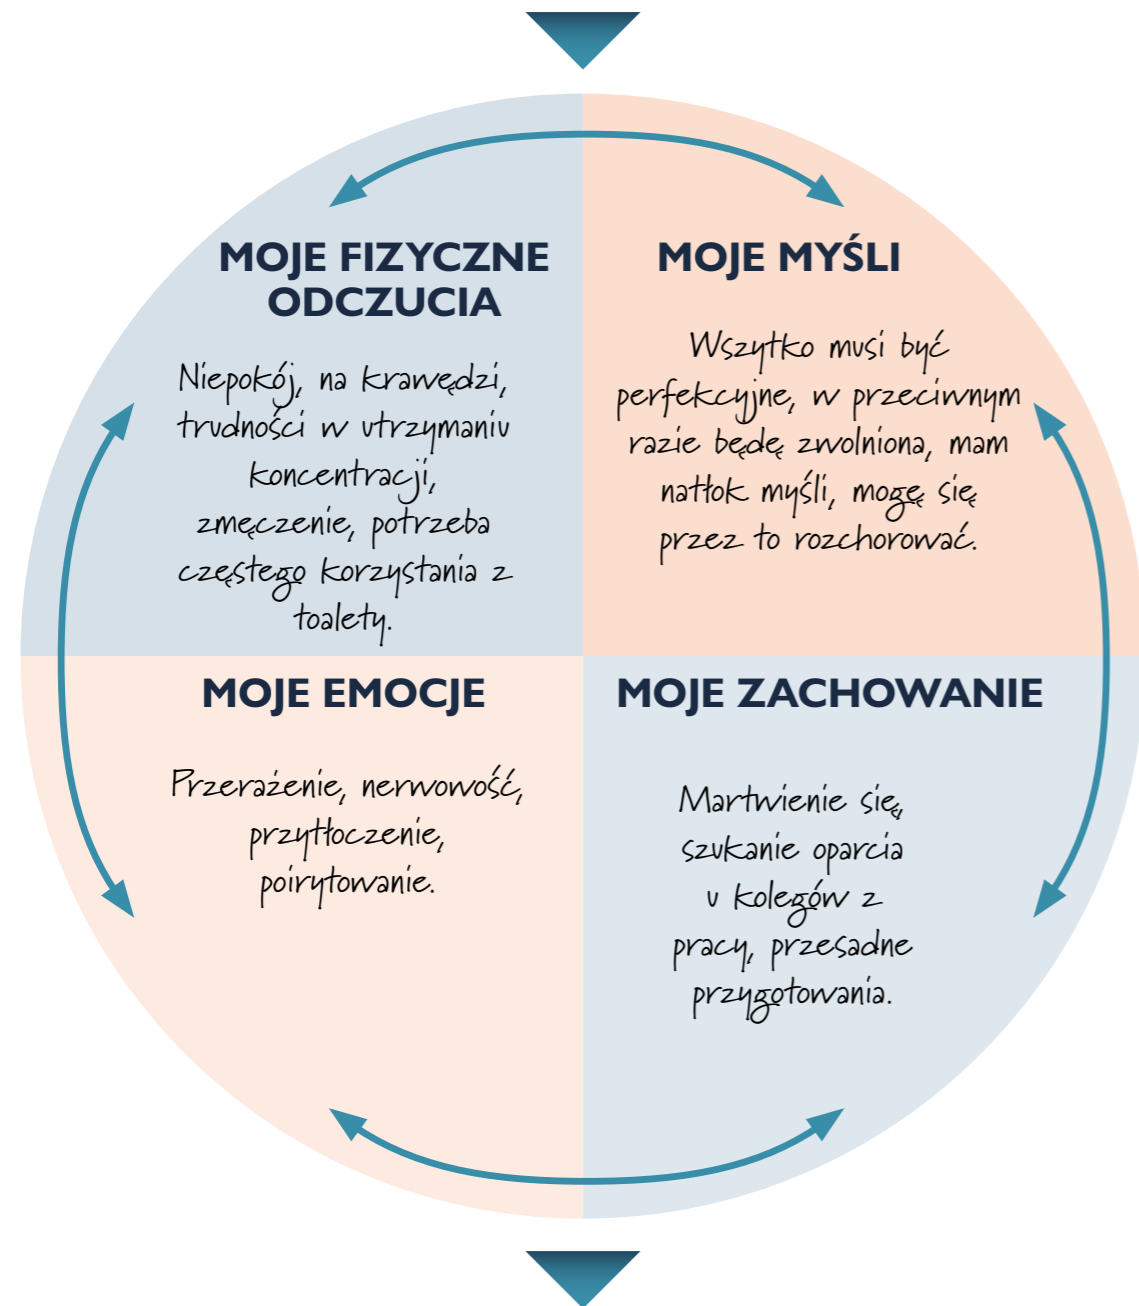 MOJE FIZYCZNE
ODCZUCIA
Niepokój, na krawędzi,
trudności w utrzymaniu
koncentracji,
zmęczenie, potrzeba
częstego korzystania z
toalety.
MOJE MYŚLI
Wszytko musi być
perfekcyjne, w przeciwnym
razie będę zwolniona, mam
natłok myśli, mogę się
przez to rozchorować.
MOJE EMOCJE
Przerażenie, nerwowość,
przytłoczenie,
poirytowanie.
MOJE ZACHOWANIE
Martwienie się,
szukanie oparcia
u kolegów z
pracy, przesadne
przygotowania.